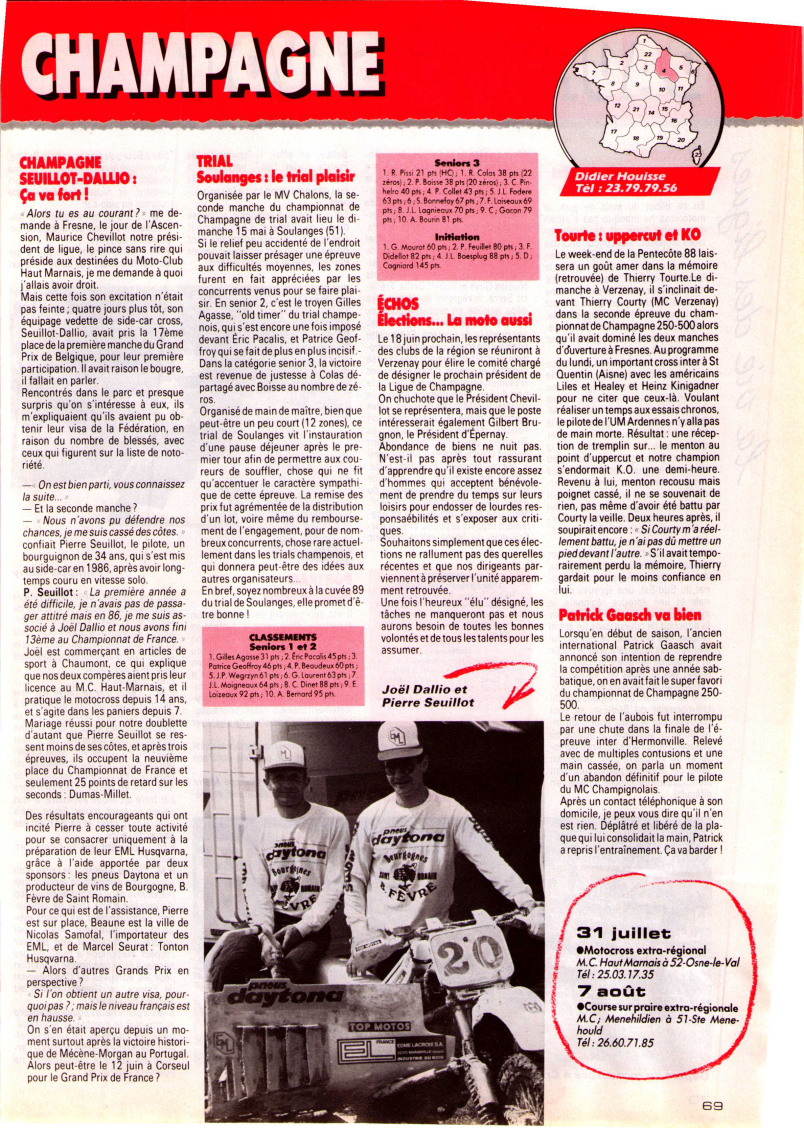 CHAMPAGNE
1
22
2
3
4
5
6
7
8
9
10
11
12
21
14
15
16
17
18
19
20
23
Didier Houisse
Tél : 23.79.79.56
CHAMPAGNE
SEUILLOT-DALLIO :
Ça va fort !
« Alors tu es au courant ? » me de-
mande à Fresne, le jour de l'Ascen-
sion, Maurice Chevillot notre prési-
dent de ligue, le pince sans rire qui
préside aux destinées du Moto-Club
Haut Marnais, je me demande à quoi
j'allais avoir droit.
Mais cette fois son excitation n'était
pas feinte ; quatre jours plus tôt, son
équipage vedette de side-car cross,
Seuillot-Dallio, avait pris la 17ème
place de la première manche du Grand
Prix de Belgique, pour leur première
participation. Il avait raison le bougre,
il fallait en parler.
Rencontrés dans le parc et presque
surpris qu'on s'intéresse à eux, ils
m'expliquaient qu'ils avaient pu ob-
tenir leur visa de la Fédération, en
raison du nombre de blessés, avec
ceux qui figurent sur la liste de noto-
riété.
— « On est bien parti, vous connaissez
la suite... »
— Et la seconde manche ?
— « Nous n'avons pu défendre nos
chances, je me suis cassé des côtes. »
confiait Pierre Seuillot, le pilote, un
bourguignon de 34 ans, qui s'est mis
au side-car en 1986, après avoir long-
temps couru en vitesse solo.
P. Seuillot : « La première année a
été difficile, je n'avais pas de passa-
ger attitré mais en 86, je me suis as-
socié à Joël Dallio et nous avons fini
13ème au Championnat de France. »
Joël est commerçant en articles de
sport à Chaumont, ce qui explique
que nos deux compères aient pris leur
licence au M.C. Haut-Marnais, et il
pratique le motocross depuis 14 ans,
et s'agite dans les paniers depuis 7.
Mariage réussi pour notre doublette
d'autant que Pierre Seuillot se res-
sent moins de ses côtes, et après trois
épreuves, ils occupent la neuvième
place du Championnat de France et
seulement 25 points de retard sur les
seconds : Dumas-Millet.
Des résultats encourageants qui ont
incité Pierre à cesser toute activité
pour se consacrer uniquement à la
préparation de leur EML Husqvarna,
grâce à l'aide apportée par deux
sponsors : les pneus Daytona et un
producteur de vins de Bourgogne, B.
Fèvre de Saint Romain.
Pour ce qui est de l'assistance, Pierre
est sur place, Beaune est la ville de
Nicolas Samofal, l'importateur des
EML, et de Marcel Seurat : Tonton
Husqvarna.
— Alors d'autres Grands Prix en
perspective ?
« Si l'on obtient un autre visa, pour-
quoi pas ? ; mais le niveau français est
en hausse. »
On s'en était aperçu depuis un mo-
ment surtout après la victoire histori-
que de Mécène-Morgan au Portugal.
Alors peut-être le 12 juin à Corseul
pour le Grand Prix de France ?
TRIAL
Soulanges : le trial plaisir
Organisée par le MV Chalons, la se-
conde manche du championnat de
Champagne de trial avait lieu le di-
manche 15 mai à Soulanges (51).
Si le relief peu accidenté de l'endroit
pouvait laisser présager une épreuve
aux difficultés moyennes, les zones
furent en fait appréciées par les
concurrents venus pour se faire plai-
sir. En senior 2, c'est le troyen Gilles
Agasse, "old timer" du trial champe-
nois, qui s'est encore une fois imposé
devant Éric Pacalis, et Patrice Geof-
froy qui se fait de plus en plus incisif.-
Dans la catégorie senior 3, la victoire
est revenue de justesse à Colas dé-
partagé avec Boisse au nombre de zé-
ros.
Organisé de main de maître, bien que
peut-être un peu court (12 zones), ce
trial de Soulanges vit l'instauration
d'une pause déjeuner après le pre-
mier tour afin de permettre aux cou-
reurs de souffler, chose qui ne fit
qu'accentuer le caractère sympathi-
que de cette épreuve. La remise des
prix fut agrémentée de la distribution
d'un lot, voire même du rembourse-
ment de l'engagement, pour de nom-
breux concurrents, chose rare actuel-
lement dans les trials champenois, et
qui donnera peut-être des idées aux
autres organisateurs...
En bref, soyez nombreux à la cuvée 89
du trial de Soulanges, elle promet d'ê-
tre bonne !
CLASSEMENTS
Seniors 1 et 2
1. Gilles Agasse 31 pts ; 2. Éric Pacalis 45 pts ; 3.
Patrice Geoffroy 46 pts ; 4. P. Beaudeux 60 pts ;
5. J.P. Wegrzyn 61 pts ; 6. G. Laurent 63 pts ; 7.
J.L. Maigneaux 64 pts ; 8. C. Dinet 88 pts ; 9. E.
Loizeaux 92 pts ; 10. A. Bernard 95 pts.
Seniors 3
1. R. Pissi 21 pts (HC) ; 1. R. Colas 38 pts (22
zéros) ; 2. P. Boisse 38 pts (20 zéros) ; 3. C. Pin-
heiro 40 pts ; 4. P. Collet 43 pts ; 5. J.L. Fodere
63 pts ; 6 ; S. Bonnefoy 67 pts ; 7. F. Loiseaux 69
pts ; 8. J.L. Lagnieaux 70 pts ; 9. C ; Gacon 79
pts ; 10. A. Bourin 81 pts.
Initiation
1. G. Mourat 60 pts ; 2. P. Feuillet 80 pts ; 3. F.
Didellot 82 pts ; 4. J.L. Boesplug 88 pts ; 5. D ;
Cagniard 145 pts.
ÉCHOS
Élections... La moto aussi
Le 18 juin prochain, les représentants
des clubs de la région se réuniront à
Verzenay pour élire le comité chargé
de désigner le prochain président de
la Ligue de Champagne.
On chuchote que le Président Chevil-
lot se représentera, mais que le poste
intéresserait également Gilbert Bru-
gnon, le Président d'Épernay.
Abondance de biens ne nuit pas.
N'est-il pas après tout rassurant
d'apprendre qu'il existe encore assez
d'hommes qui acceptent bénévole-
ment de prendre du temps sur leurs
loisirs pour endosser de lourdes res-
ponsaébilités et s'exposer aux criti-
ques.
Souhaitons simplement que ces élec-
tions ne rallument pas des querelles
récentes et que nos dirigeants par-
viennent à préserver l'unité apparem-
ment retrouvée.
Une fois l'heureux "élu" désigné, les
tâches ne manqueront pas et nous
aurons besoin de toutes les bonnes
volontés et de tous les talents pour les
assumer.
Joël Dallio et
Pierre Seuillot
Tourte : uppercut et KO
Le week-end de la Pentecôte 88 lais-
sera un goût amer dans la mémoire
(retrouvée) de Thierry Tourte.Le di-
manche à Verzenay, il s'inclinait de-
vant Thierry Courty (MC Verzenay)
dans la seconde épreuve du cham-
pionnat de Champagne 250-500 alors
qu'il avait dominé les deux manches
d'ouverture à Fresnes. Au programme
du lundi, un important cross inter à St
Quentin (Aisne) avec les américains
Liles et Healey et Heinz Kinigadner
pour ne citer que ceux-là. Voulant
réaliser un temps aux essais chronos,
le pilote de l'UM Ardennes n'y alla pas
de main morte. Résultat : une récep-
tion de tremplin sur... le menton au
point d'uppercut et notre champion
s'endormait K.O. une demi-heure.
Revenu à lui, menton recousu mais
poignet cassé, il ne se souvenait de
rien, pas même d'avoir été battu par
Courty la veille. Deux heures après, il
soupirait encore : « Si Courty m'a réel-
lement battu, je n'ai pas dû mettre un
pied devant l'autre. » S'il avait tempo-
rairement perdu la mémoire, Thierry
gardait pour le moins confiance en
lui.
Patrick Gaasch va bien
Lorsqu'en début de saison, l'ancien
international Patrick Gaasch avait
annoncé son intention de reprendre
la compétition après une année sab-
batique, on en avait fait le super favori
du championnat de Champagne 250-
500.
Le retour de l'aubois fut interrompu
par une chute dans la finale de l'é-
preuve inter d'Hermonville. Relevé
avec de multiples contusions et une
main cassée, on parla un moment
d'un abandon définitif pour le pilote
du MC Champignolais.
Après un contact téléphonique à son
domicile, je peux vous dire qu'il n'en
est rien. Déplâtré et libéré de la pla-
que qui lui consolidait la main, Patrick
a repris l'entraînement. Ça va barder !
31 juillet
●Motocross extra-régional
M.C. Haut Marnais à 52-Osne-le-Val
Tél : 25.03.17.35
7 août
●Course sur praire extra-régionale
M.C ; Menehildien à 51-Ste Mene-
hould
Tél : 26.60.71.85
pneus
daytona
Bourgognes
SAINT ROMAIN
B. FÈVRE
pneus
daytona
Bourgognes
SAINT ROMAIN
B. FÈVRE
20
pneus
daytona
TOP MOTOS
EML
FRANCE
EDME LACROIX S.A.
69